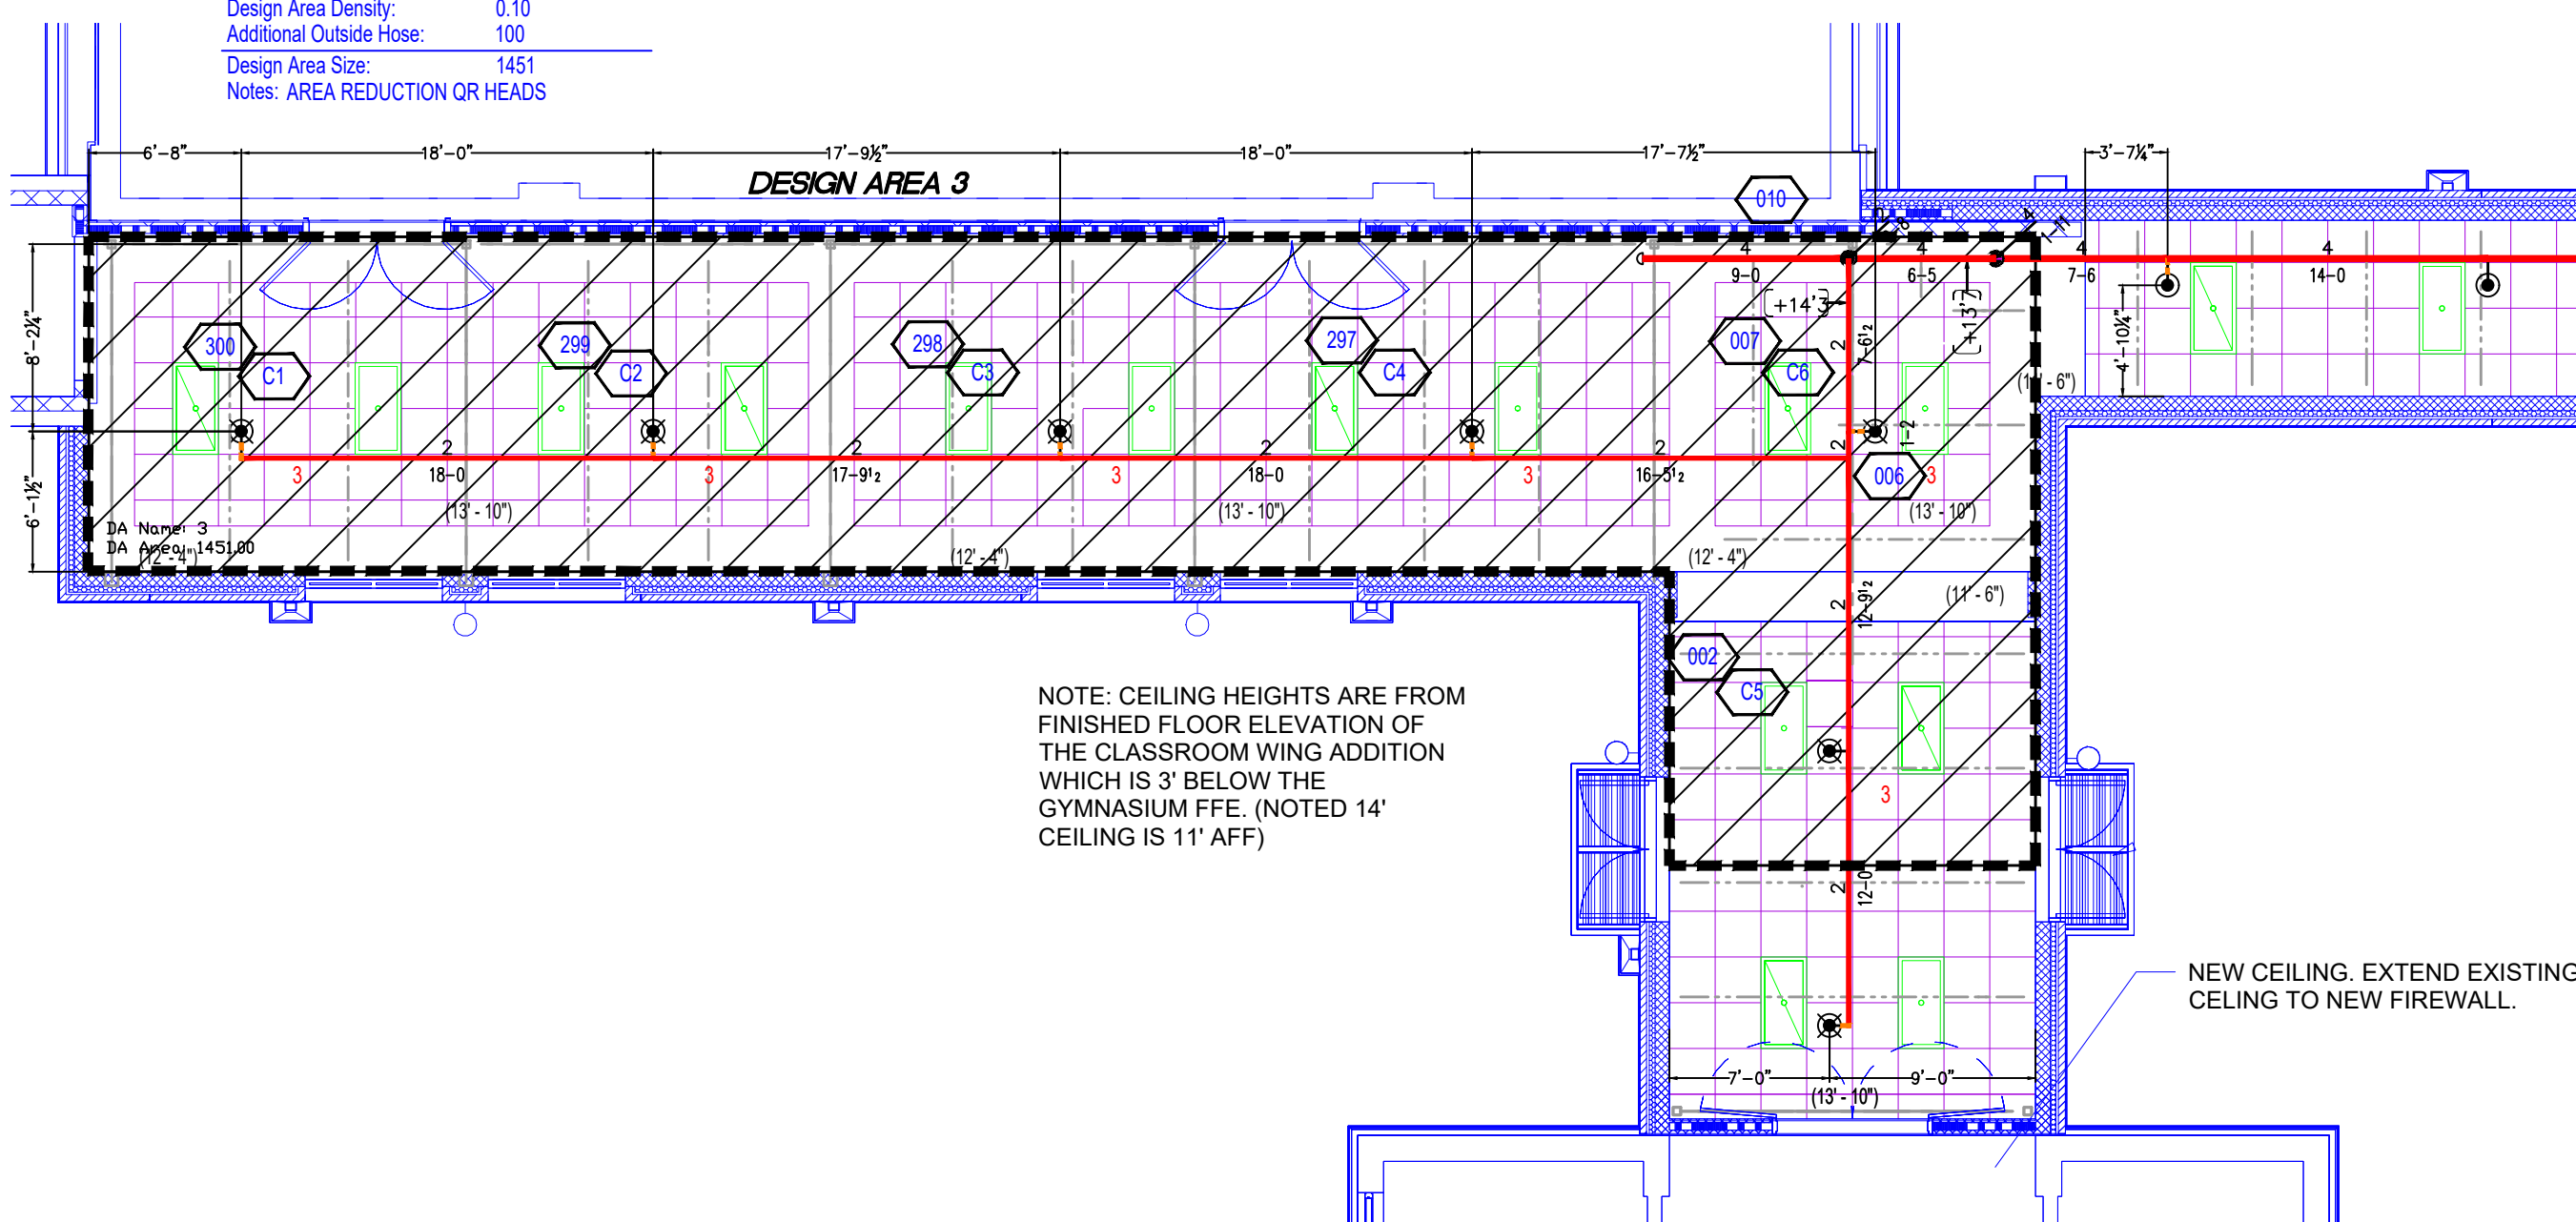 Design Area Density: 0.10
Additional Outside Hose: 100
Design Area Size: 1451
Notes: AREA REDUCTION QR HEADS
6'-8" 18'-0" 17'-9½" 18'-0" 17'-7½" 3'-7¼"
DESIGN AREA 3
010
4 4 4 4
9-0 6-5 7-6 14-0
1-11
+14'3
+13'7
8'-2¼"
300 299 298 297 007
C1 C2 C3 C4 C6
2
7-6½
4'-10¼"
(1'- 6")
2 2 2 2 2
1-2
3 18-0 3 17-9½ 3 18-0 3 16-5½ 006 3
6'-1½"
(13' - 10") (13' - 10") (13' - 10")
DA Name: 3
DA Area: 1451.00
(12' - 4") (12' - 4") (12' - 4")
2
12-9½
(11' - 6")
002
C5
3
NOTE: CEILING HEIGHTS ARE FROM
FINISHED FLOOR ELEVATION OF
THE CLASSROOM WING ADDITION
WHICH IS 3' BELOW THE
GYMNASIUM FFE. (NOTED 14'
CEILING IS 11' AFF)
2
12-0
NEW CEILING. EXTEND EXISTING
CELING TO NEW FIREWALL.
7'-0" 9'-0"
(13' - 10")